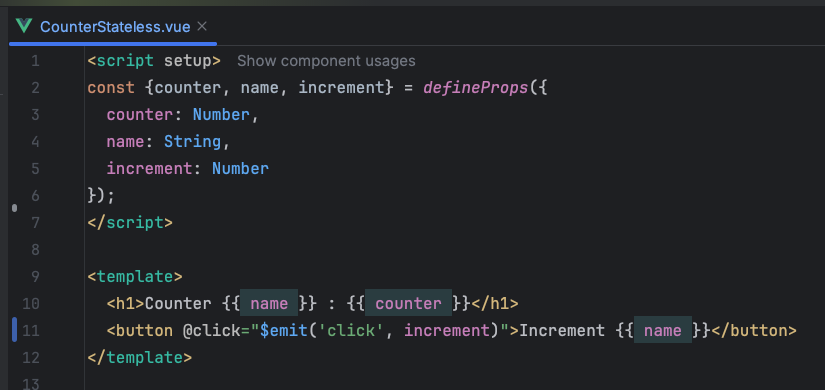 CounterStateless.vue
1 <script setup> Show component usages
2 const {counter, name, increment} = defineProps({
3   counter: Number,
4   name: String,
5   increment: Number
6 });
7 </script>
8
9 <template>
10   <h1>Counter {{ name }} : {{ counter }}</h1>
11   <button @click="$emit('click', increment)">Increment {{ name }}</button>
12 </template>
13